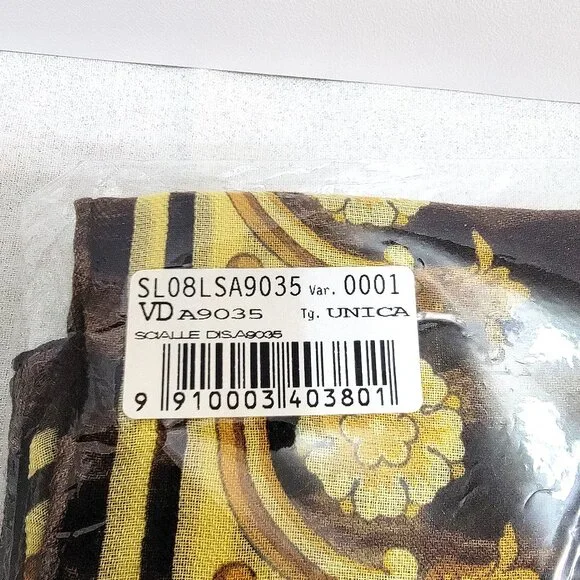 SL08LSA9035 Var. 0001
VD A9035 Tg. UNICA
SCIALLE DIS.A9035
9 910003 403801